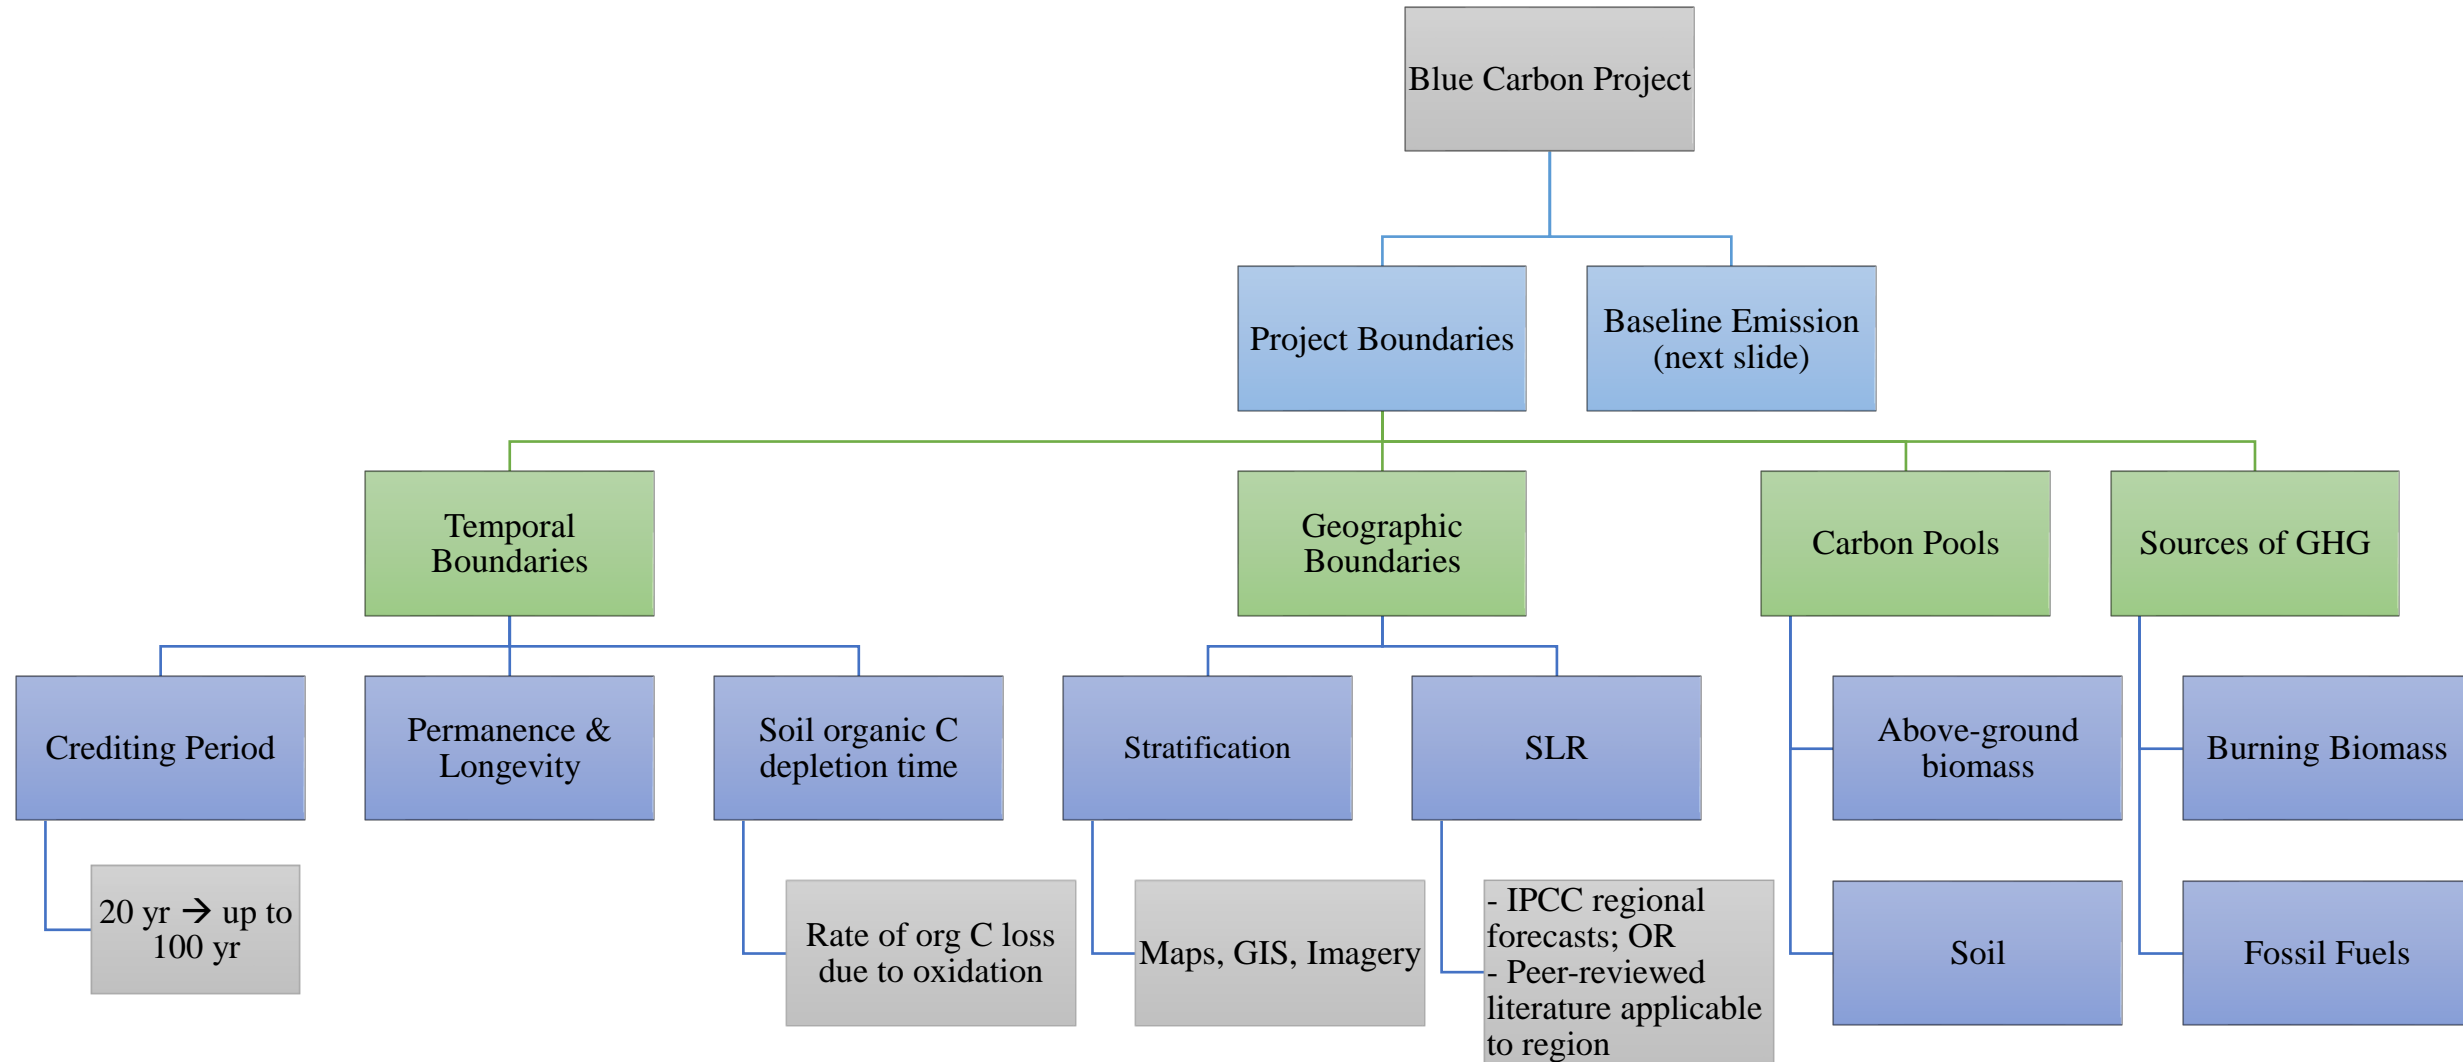 Blue Carbon Project
Project Boundaries
Baseline Emission
(next slide)
Temporal
Boundaries
Geographic
Boundaries
Carbon Pools
Sources of GHG
Crediting Period
Permanence &
Longevity
Soil organic C
depletion time
Stratification
SLR
Above-ground
biomass
Burning Biomass
20 yr → up to
100 yr
Rate of org C loss
due to oxidation
Maps, GIS, Imagery
- IPCC regional
forecasts; OR
- Peer-reviewed
literature applicable
to region
Soil
Fossil Fuels